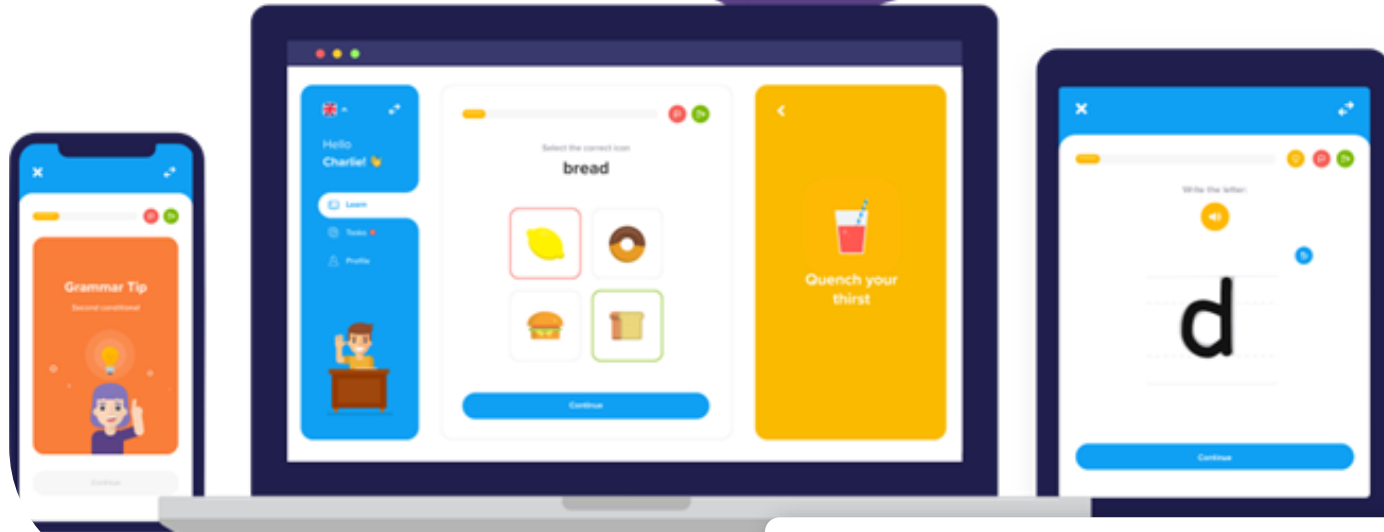 Grammar Tip
Second conditional
Continue
Hello
Charlie!
Learn
Tasks
Profile
Select the correct icon
bread
Continue
Quench your
thirst
Write the letter:
d
Continue